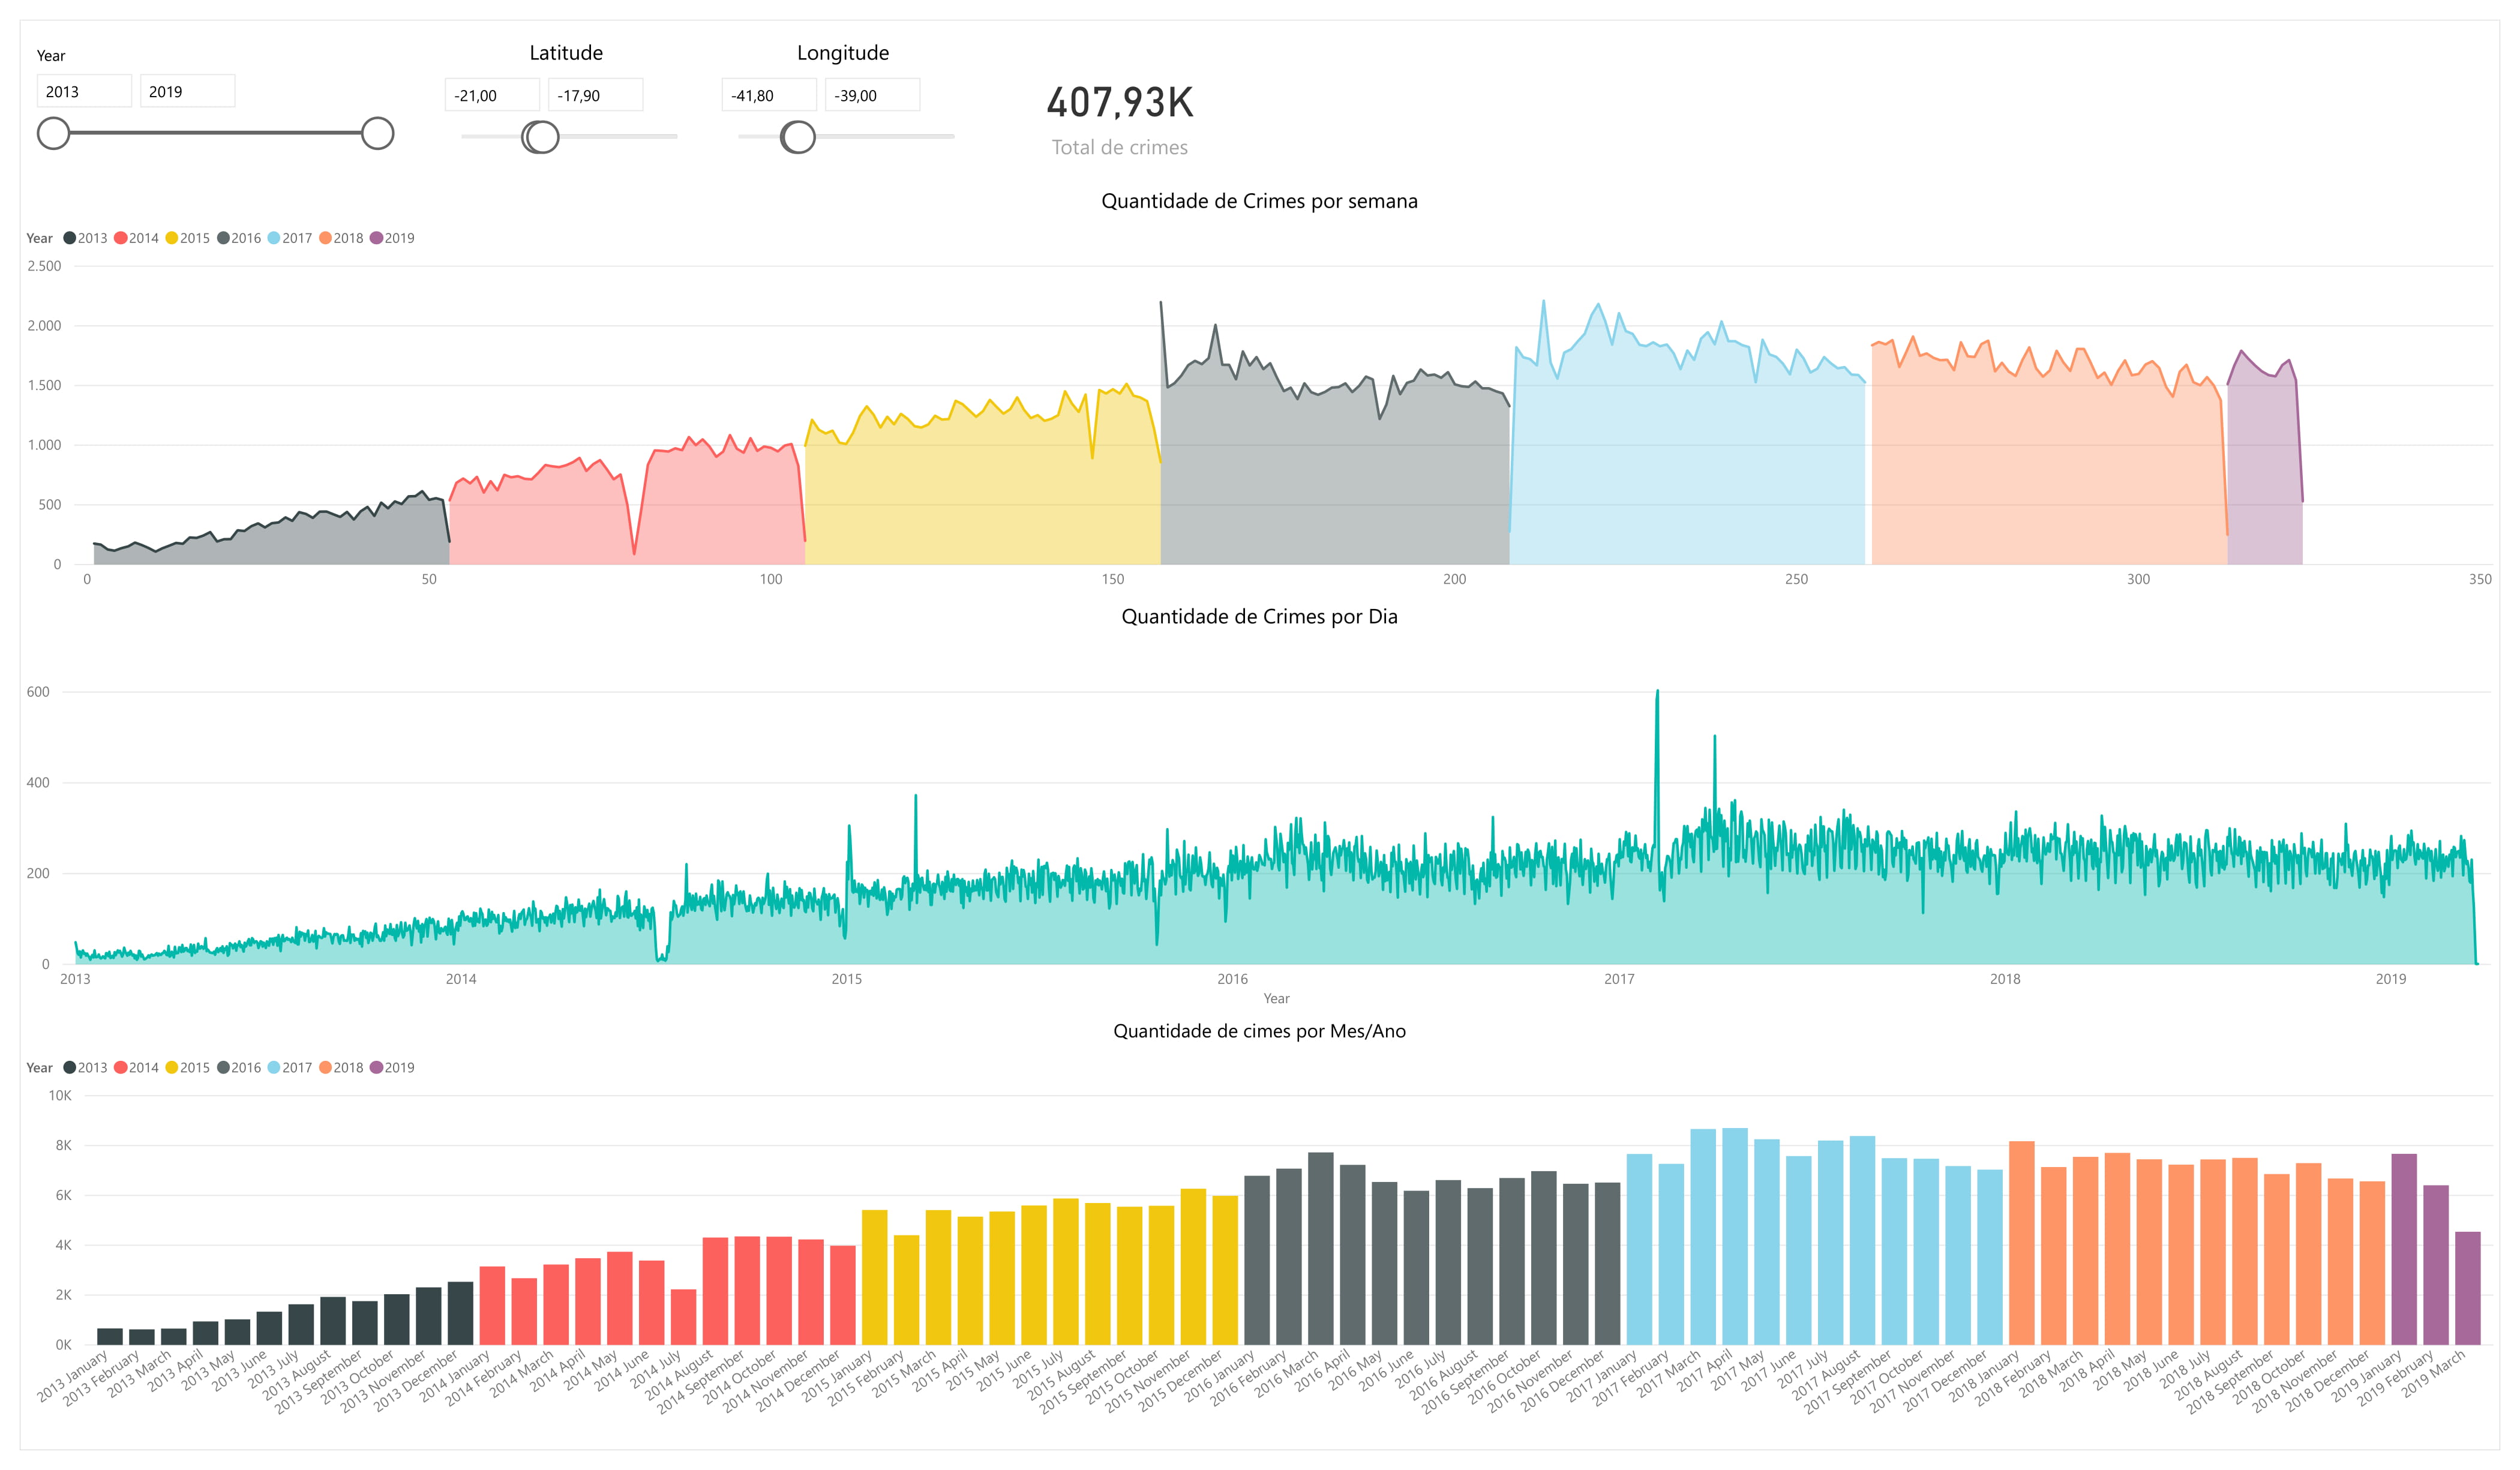 Year
2013 2019
Latitude
-21,00 -17,90
Longitude
-41,80 -39,00
407,93K
Total de crimes
Quantidade de Crimes por semana
Year 2013 2014 2015 2016 2017 2018 2019
2.500
2.000
1.500
1.000
500
0
0 50 100 150 200 250 300 350
Quantidade de Crimes por Dia
600
400
200
0
2013 2014 2015 2016 2017 2018 2019
Year
Quantidade de cimes por Mes/Ano
Year 2013 2014 2015 2016 2017 2018 2019
10K
8K
6K
4K
2K
0K
2013 January
2013 February
2013 March
2013 April
2013 May
2013 June
2013 July
2013 August
2013 September
2013 October
2013 November
2013 December
2014 January
2014 February
2014 March
2014 April
2014 May
2014 June
2014 July
2014 August
2014 September
2014 October
2014 November
2014 December
2015 January
2015 February
2015 March
2015 April
2015 May
2015 June
2015 July
2015 August
2015 September
2015 October
2015 November
2015 December
2016 January
2016 February
2016 March
2016 April
2016 May
2016 June
2016 July
2016 August
2016 September
2016 October
2016 November
2016 December
2017 January
2017 February
2017 March
2017 April
2017 May
2017 June
2017 July
2017 August
2017 September
2017 October
2017 November
2017 December
2018 January
2018 February
2018 March
2018 April
2018 May
2018 June
2018 July
2018 August
2018 September
2018 October
2018 November
2018 December
2019 January
2019 February
2019 March